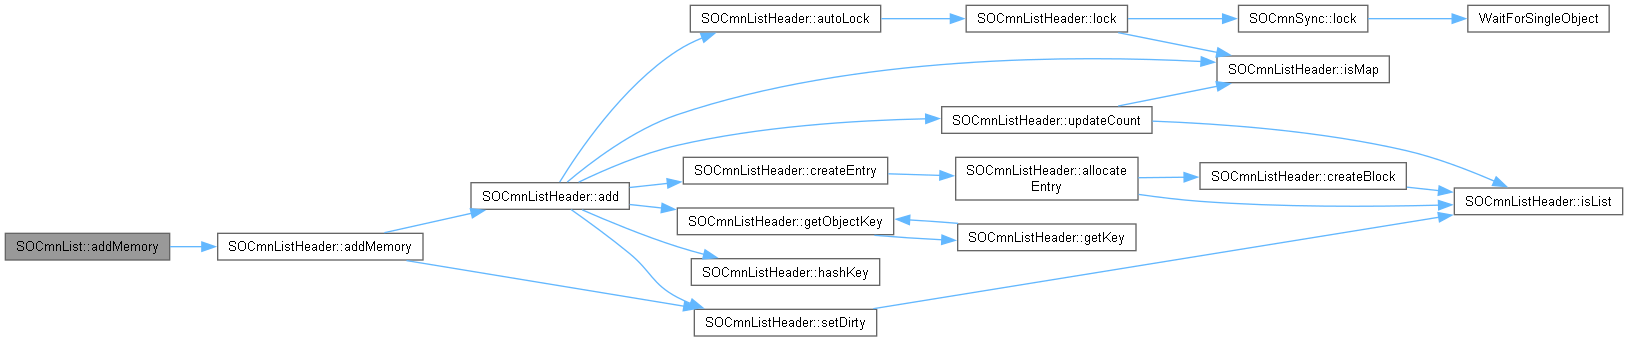 SOCmnList::addMemory
SOCmnListHeader::addMemory
SOCmnListHeader::add
SOCmnListHeader::autoLock
SOCmnListHeader::lock
SOCmnSync::lock
WaitForSingleObject
SOCmnListHeader::isMap
SOCmnListHeader::updateCount
SOCmnListHeader::createEntry
SOCmnListHeader::allocate
Entry
SOCmnListHeader::createBlock
SOCmnListHeader::isList
SOCmnListHeader::getObjectKey
SOCmnListHeader::getKey
SOCmnListHeader::hashKey
SOCmnListHeader::setDirty